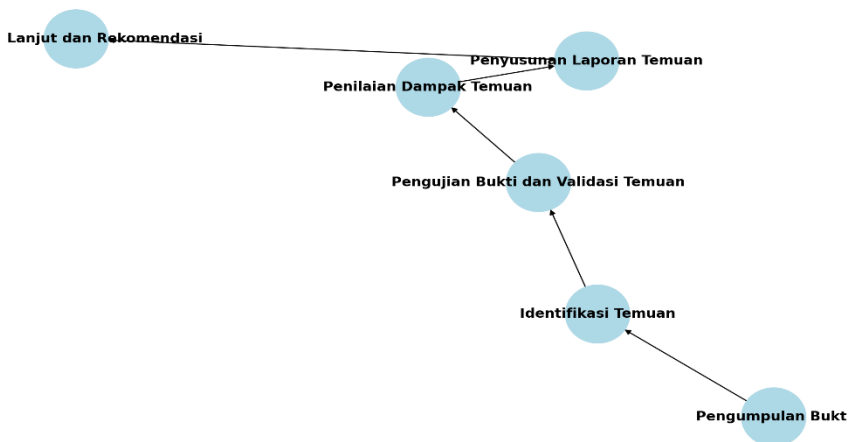 Lanjut dan Rekomendasi
Penyusunan Laporan Temuan
Penilaian Dampak Temuan
Pengujian Bukti dan Validasi Temuan
Identifikasi Temuan
Pengumpulan Bukt